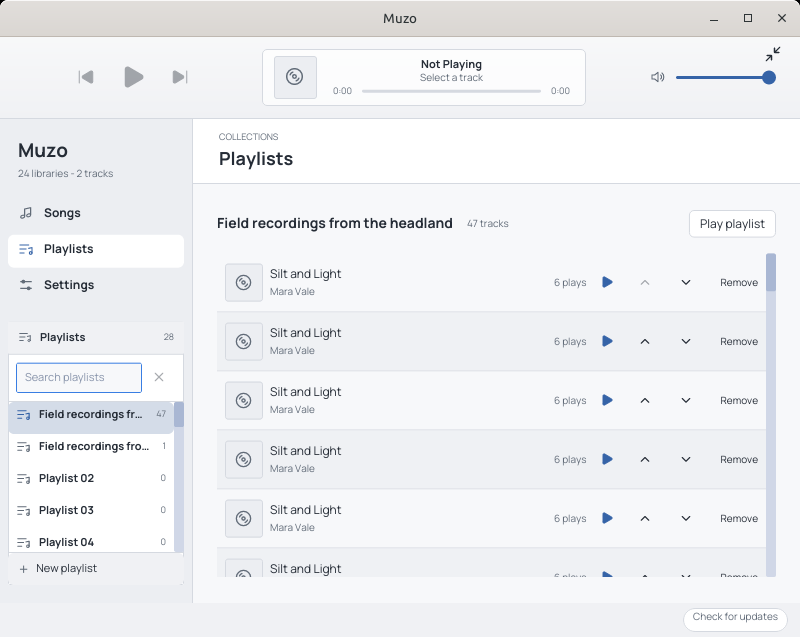 Muzo
Not Playing
Select a track
0:00
0:00
Muzo
24 libraries - 2 tracks
Songs
Playlists
Settings
Playlists 28
Search playlists
Field recordings fr... 47
Field recordings fro... 1
Playlist 02 0
Playlist 03 0
Playlist 04 0
+ New playlist
COLLECTIONS
Playlists
Field recordings from the headland 47 tracks Play playlist
Silt and Light
Mara Vale
6 plays Remove
Silt and Light
Mara Vale
6 plays Remove
Silt and Light
Mara Vale
6 plays Remove
Silt and Light
Mara Vale
6 plays Remove
Silt and Light
Mara Vale
6 plays Remove
Silt and Light
6 plays Remove
Check for updates